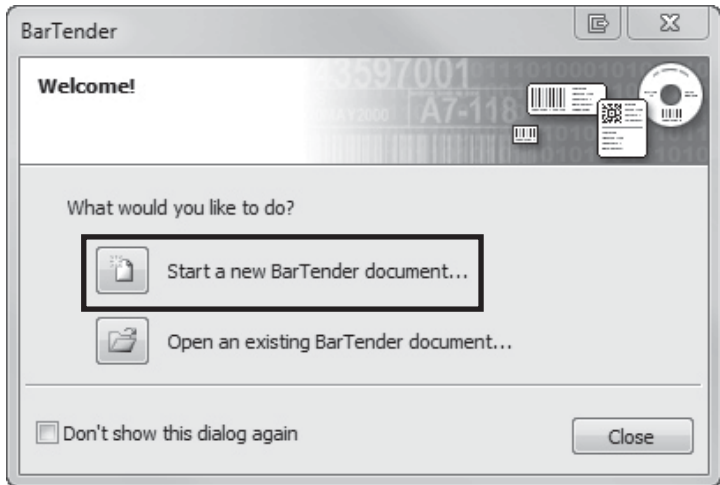 BarTender
Welcome!
3597001
A7-118
What would you like to do?
Start a new BarTender document...
Open an existing BarTender document...
Don't show this dialog again
Close